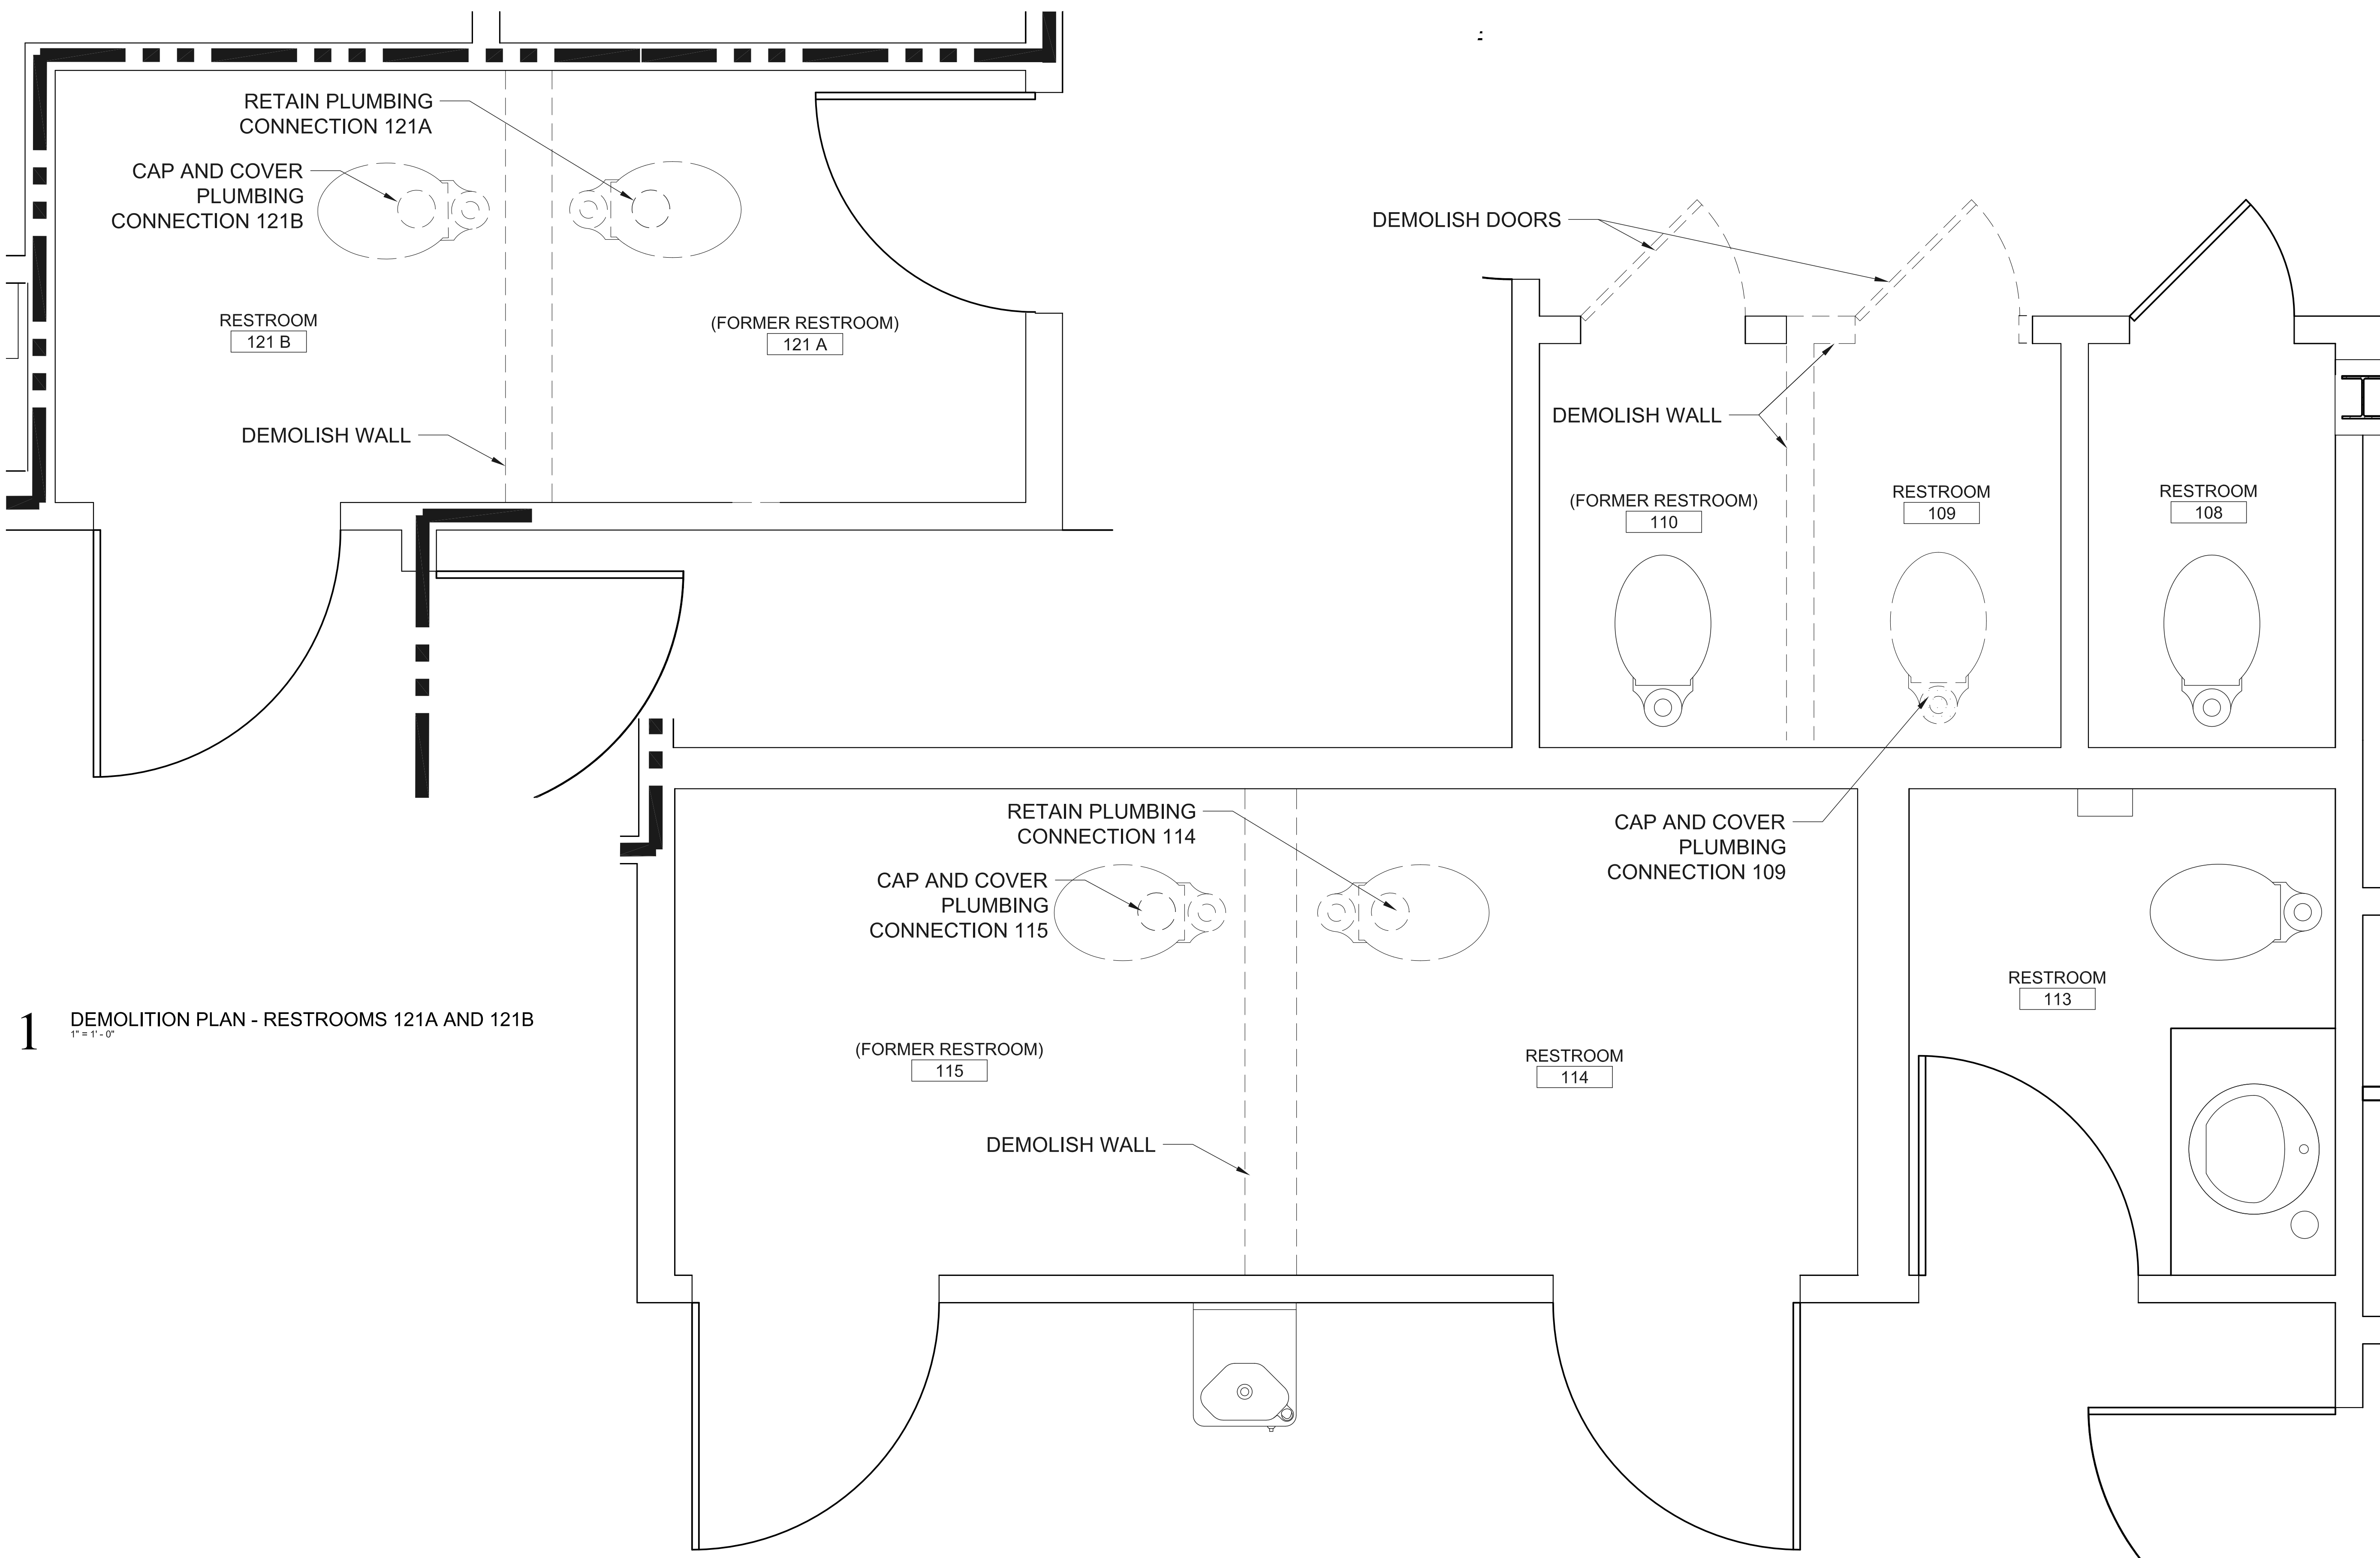 RETAIN PLUMBING
CONNECTION 121A
CAP AND COVER
PLUMBING
CONNECTION 121B
RESTROOM
121 B
(FORMER RESTROOM)
121 A
DEMOLISH WALL
DEMOLISH DOORS
DEMOLISH WALL
(FORMER RESTROOM)
110
RESTROOM
109
RESTROOM
108
RETAIN PLUMBING
CONNECTION 114
CAP AND COVER
PLUMBING
CONNECTION 115
CAP AND COVER
PLUMBING
CONNECTION 109
RESTROOM
113
(FORMER RESTROOM)
115
RESTROOM
114
DEMOLISH WALL
1 DEMOLITION PLAN - RESTROOMS 121A AND 121B
1" = 1' - 0"